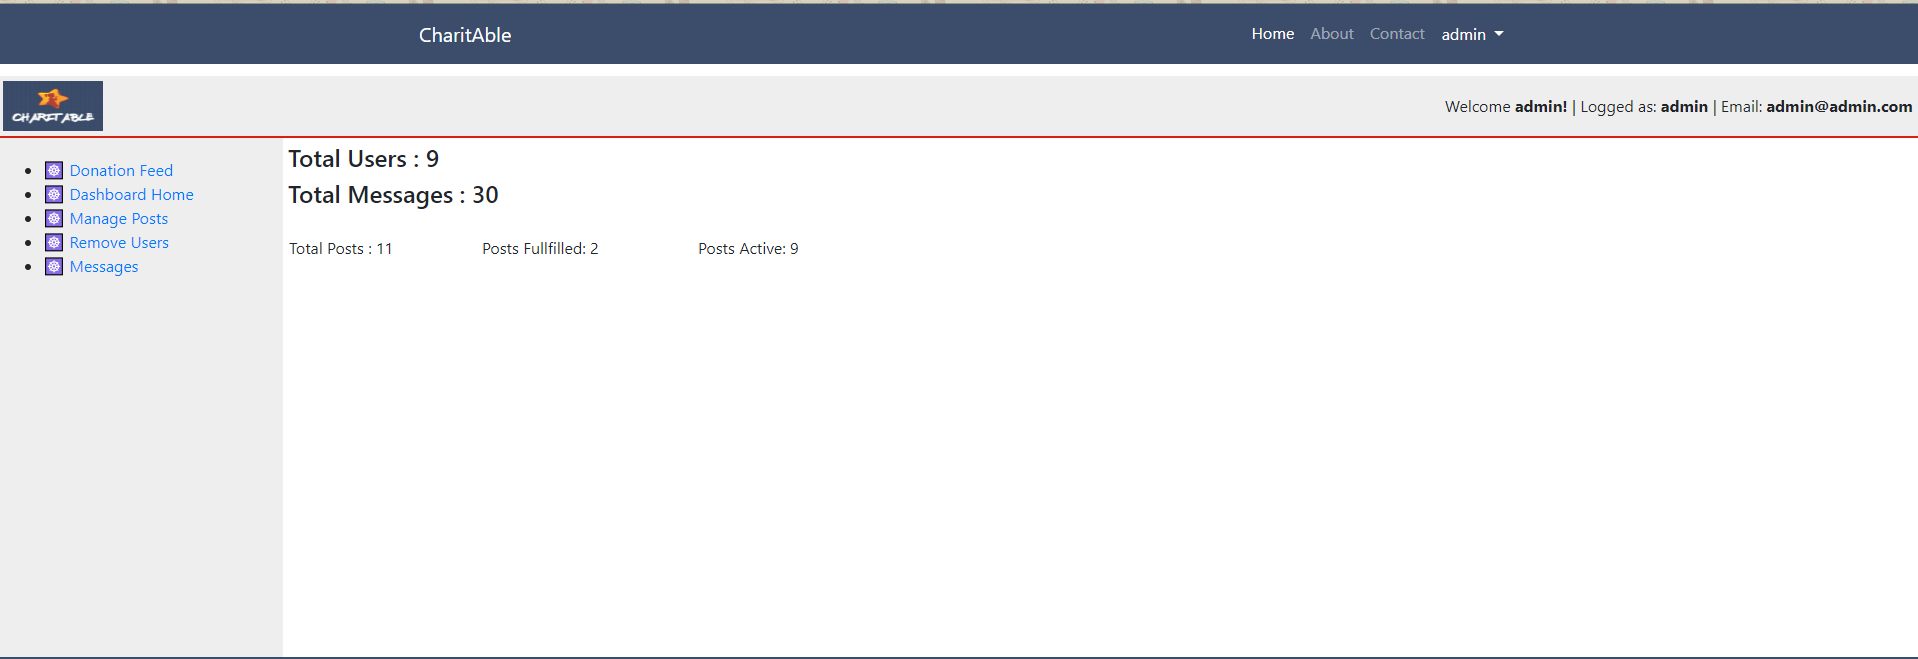 CharitAble Home About Contact admin
CHARITABLE
Welcome admin! | Logged as: admin | Email: admin@admin.com
Donation Feed
Dashboard Home
Manage Posts
Remove Users
Messages
Total Users : 9
Total Messages : 30
Total Posts : 11 Posts Fullfilled: 2 Posts Active: 9